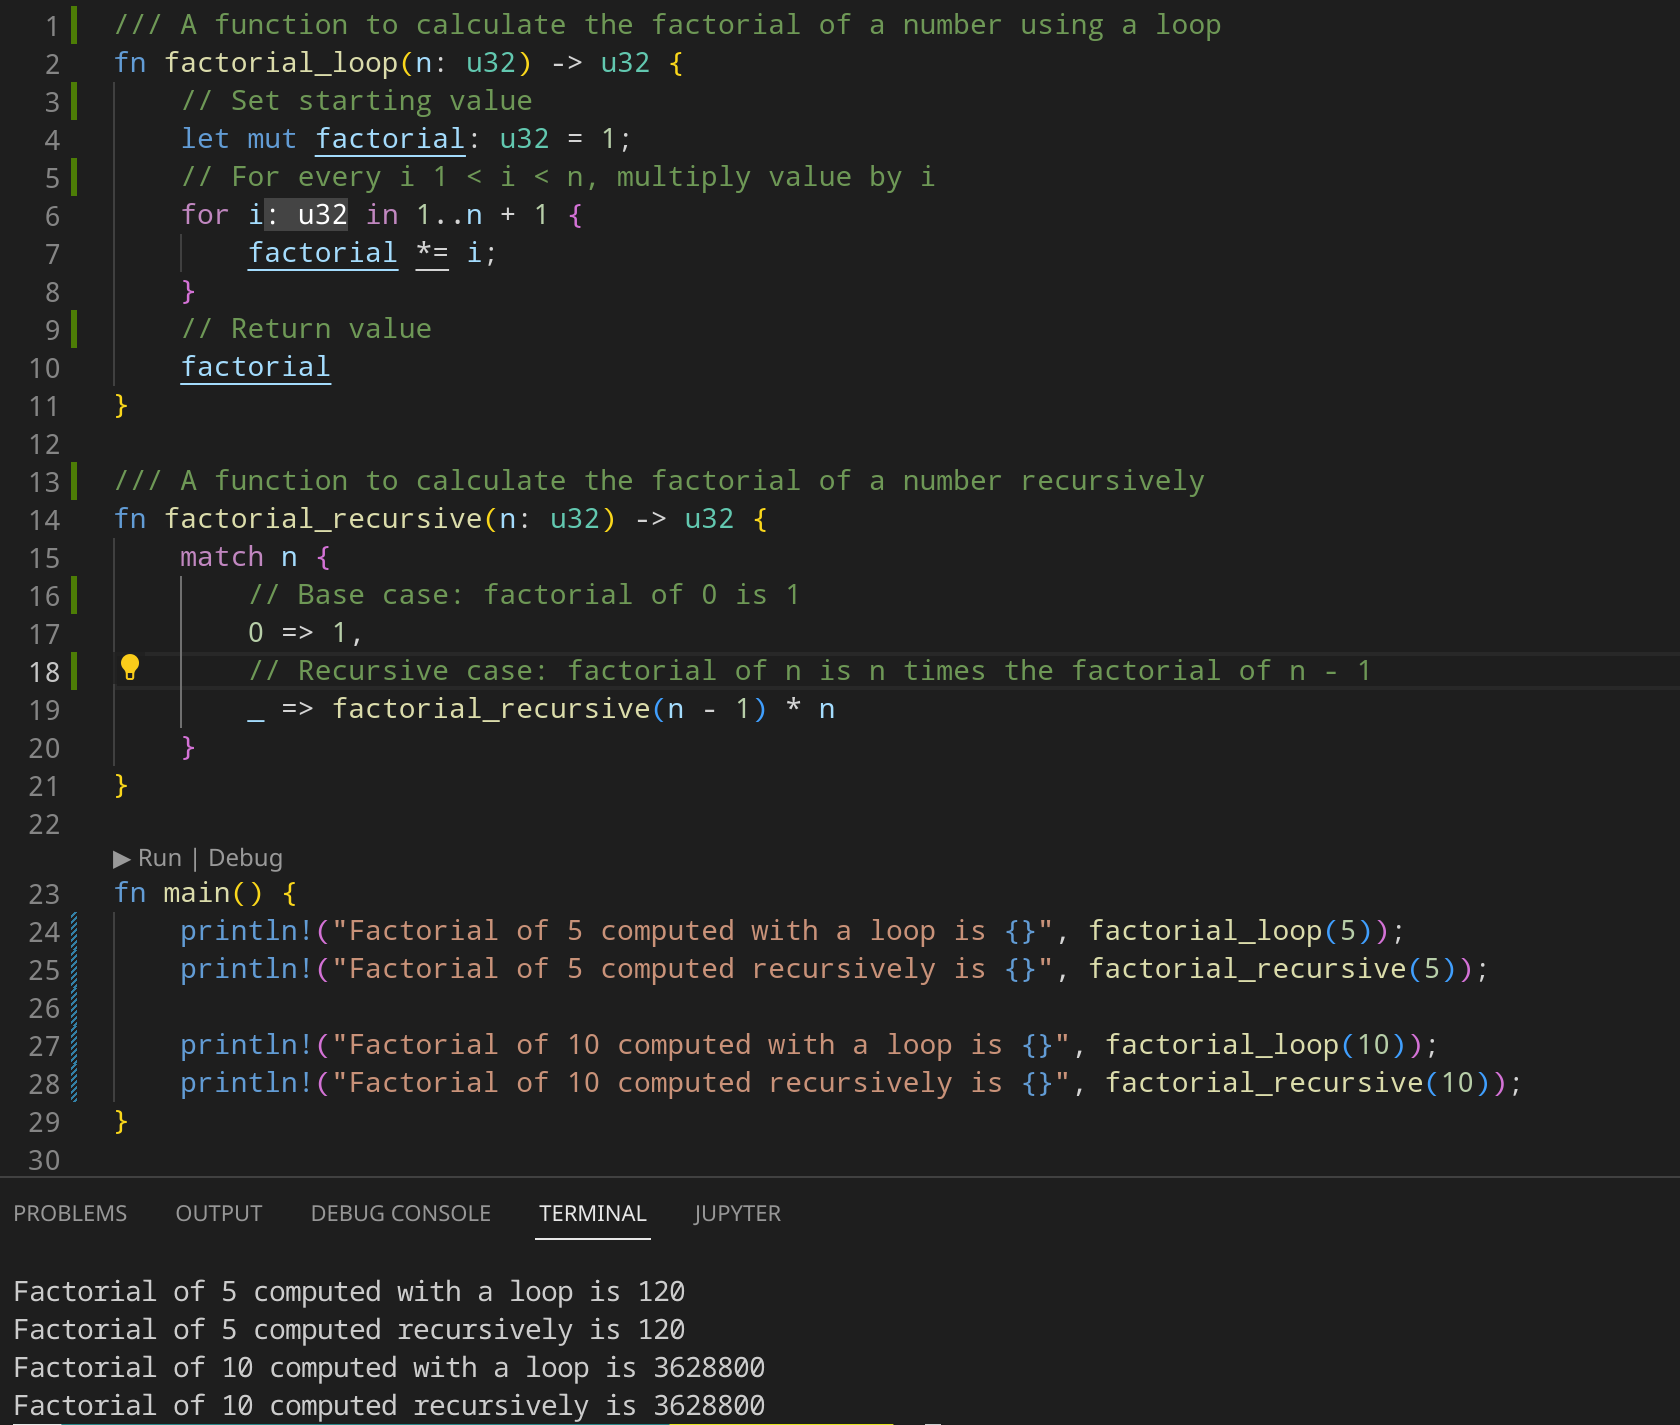 1 /// A function to calculate the factorial of a number using a loop
2 fn factorial_loop(n: u32) -> u32 {
3     // Set starting value
4     let mut factorial: u32 = 1;
5     // For every i 1 < i < n, multiply value by i
6     for i: u32 in 1..n + 1 {
7         factorial *= i;
8     }
9     // Return value
10     factorial
11 }
12
13 /// A function to calculate the factorial of a number recursively
14 fn factorial_recursive(n: u32) -> u32 {
15     match n {
16         // Base case: factorial of 0 is 1
17         0 => 1,
18         // Recursive case: factorial of n is n times the factorial of n - 1
19         _ => factorial_recursive(n - 1) * n
20     }
21 }
22
▶ Run | Debug
23 fn main() {
24     println!("Factorial of 5 computed with a loop is {}", factorial_loop(5));
25     println!("Factorial of 5 computed recursively is {}", factorial_recursive(5));
26
27     println!("Factorial of 10 computed with a loop is {}", factorial_loop(10));
28     println!("Factorial of 10 computed recursively is {}", factorial_recursive(10));
29 }
30
PROBLEMS OUTPUT DEBUG CONSOLE TERMINAL JUPYTER
Factorial of 5 computed with a loop is 120
Factorial of 5 computed recursively is 120
Factorial of 10 computed with a loop is 3628800
Factorial of 10 computed recursively is 3628800